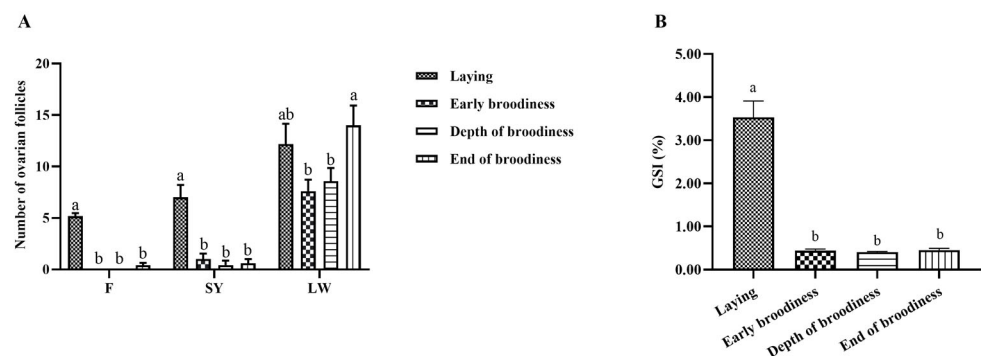 A
Number of ovarian follicles
20
15
10
5
0
a
b
b
b
a
b
b
b
ab
b
b
a
F
SY
LW
Laying
Early broodiness
Depth of broodiness
End of broodiness
B
GSI (%)
5.00
4.00
3.00
2.00
1.00
0.00
a
b
b
b
Laying
Early broodiness
Depth of broodiness
End of broodiness